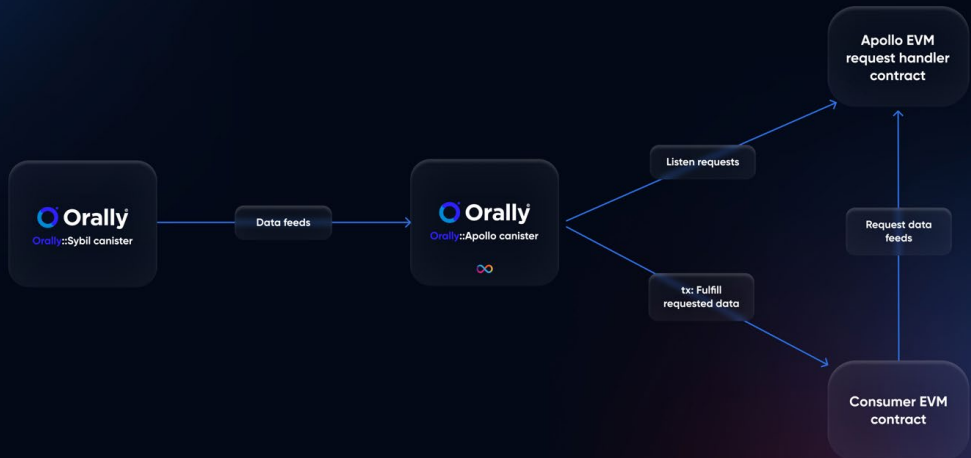 Apollo EVM
request handler
contract
Listen requests
Orally
Orally::Sybil canister
Data feeds
Orally
Orally::Apollo canister
Request data
feeds
tx: Fulfill
requested data
Consumer EVM
contract